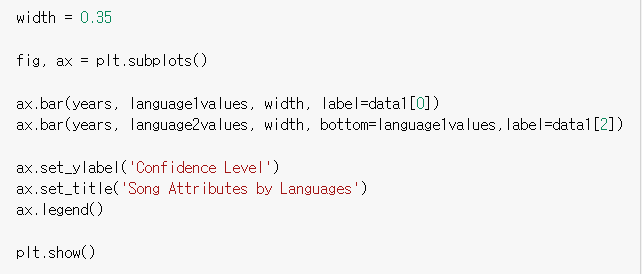 width = 0.35
fig, ax = plt.subplots()
ax.bar(years, language1values, width, label=data1[0])
ax.bar(years, language2values, width, bottom=language1values,label=data1[2])
ax.set_ylabel('Confidence Level')
ax.set_title('Song Attributes by Languages')
ax.legend()
plt.show()